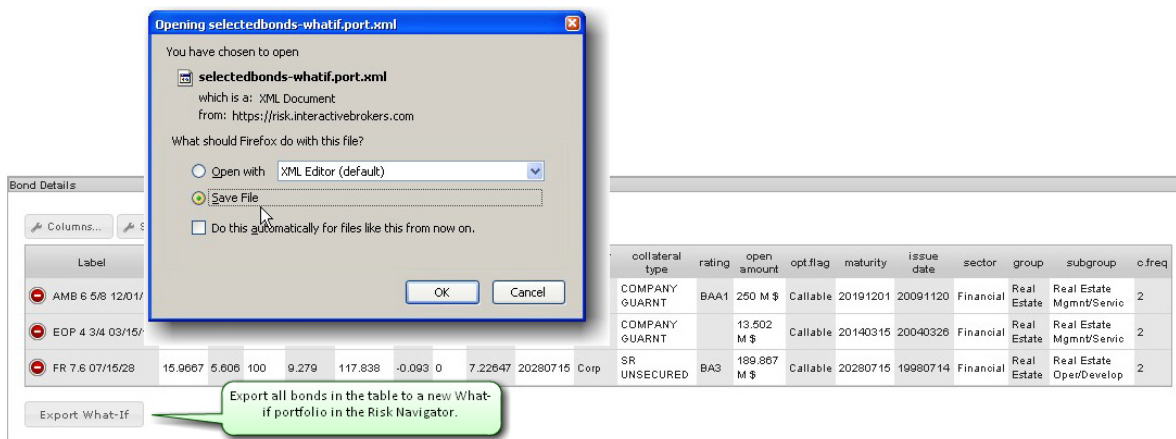 Opening selectedbonds-whatif.port.xml
You have chosen to open
selectedbonds-whatif.port.xml
which is a: XML Document
from: https://risk.interactivebrokers.com
What should Firefox do with this file?
Open with XML Editor (default)
Save File
Do this automatically for files like this from now on.
OK Cancel
Bond Details
Columns...
Label collateral type rating open amount opt.flag maturity issue date sector group subgroup c.freq
AMB 6 5/8 12/01/ COMPANY GUARNT BAA1 250 M $ Callable 20191201 20091120 Financial Real Estate Real Estate Mgmnt/Servic 2
EOP 4 3/4 03/15/ COMPANY GUARNT 13.502 M $ Callable 20140315 20040326 Financial Real Estate Real Estate Mgmnt/Servic 2
FR 7.6 07/15/28 15.9667 5.606 100 9.279 117.838 -0.093 0 7.22647 20280715 Corp SR UNSECURED BA3 189.867 M $ Callable 20280715 19980714 Financial Real Estate Real Estate Oper/Develop 2
Export What-If
Export all bonds in the table to a new What-
if portfolio in the Risk Navigator.